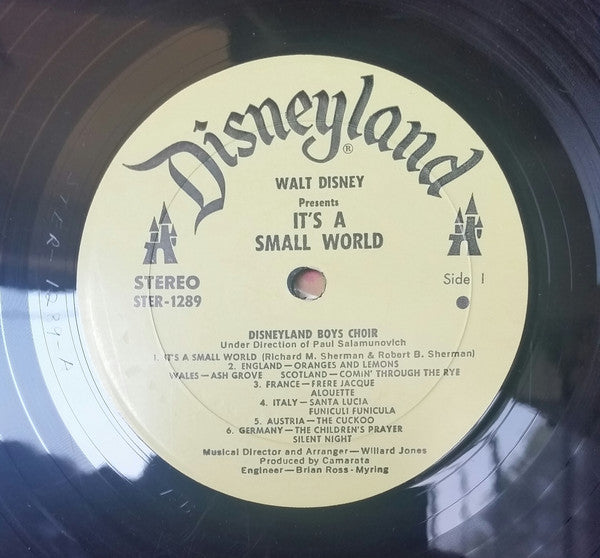 Disneyland®
WALT DISNEY
Presents
IT'S A
SMALL WORLD
STEREO
STER-1289
Side 1
DISNEYLAND BOYS CHOIR
Under Direction of Paul Salamunovich
1. IT'S A SMALL WORLD (Richard M. Sherman & Robert B. Sherman)
2. ENGLAND—ORANGES AND LEMONS
WALES—ASH GROVE SCOTLAND—COMIN' THROUGH THE RYE
3. FRANCE—FRERE JACQUE
ALOUETTE
4. ITALY—SANTA LUCIA
FUNICULI FUNICULA
5. AUSTRIA—THE CUCKOO
6. GERMANY—THE CHILDREN'S PRAYER
SILENT NIGHT
Musical Director and Arranger—Willard Jones
Produced by Camarata
Engineer—Brian Ross-Myring